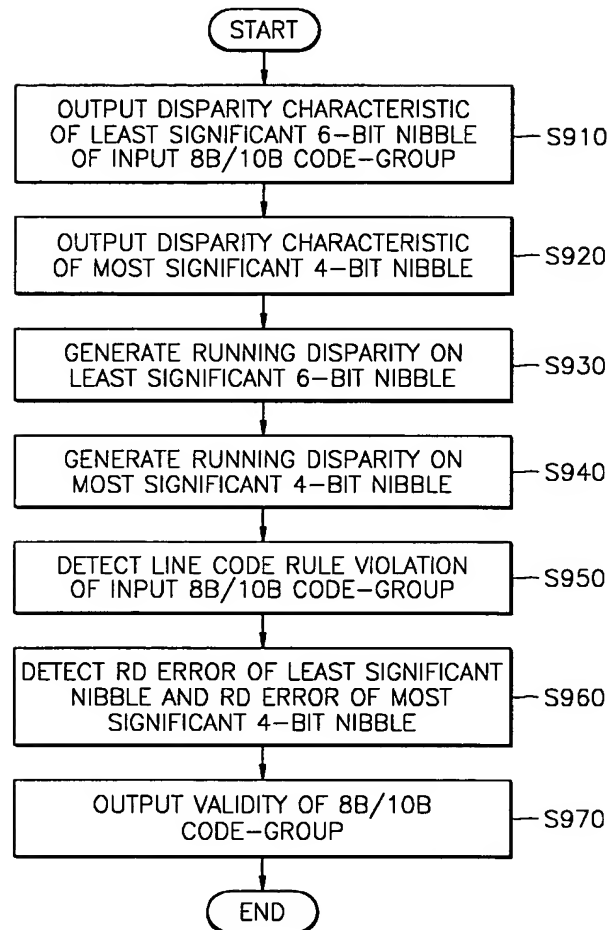 START
OUTPUT DISPARITY CHARACTERISTIC
OF LEAST SIGNIFICANT 6-BIT NIBBLE
OF INPUT 8B/10B CODE-GROUP
S910
OUTPUT DISPARITY CHARACTERISTIC
OF MOST SIGNIFICANT 4-BIT NIBBLE
S920
GENERATE RUNNING DISPARITY ON
LEAST SIGNIFICANT 6-BIT NIBBLE
S930
GENERATE RUNNING DISPARITY ON
MOST SIGNIFICANT 4-BIT NIBBLE
S940
DETECT LINE CODE RULE VIOLATION
OF INPUT 8B/10B CODE-GROUP
S950
DETECT RD ERROR OF LEAST SIGNIFICANT
NIBBLE AND RD ERROR OF MOST
SIGNIFICANT 4-BIT NIBBLE
S960
OUTPUT VALIDITY OF 8B/10B
CODE-GROUP
S970
END